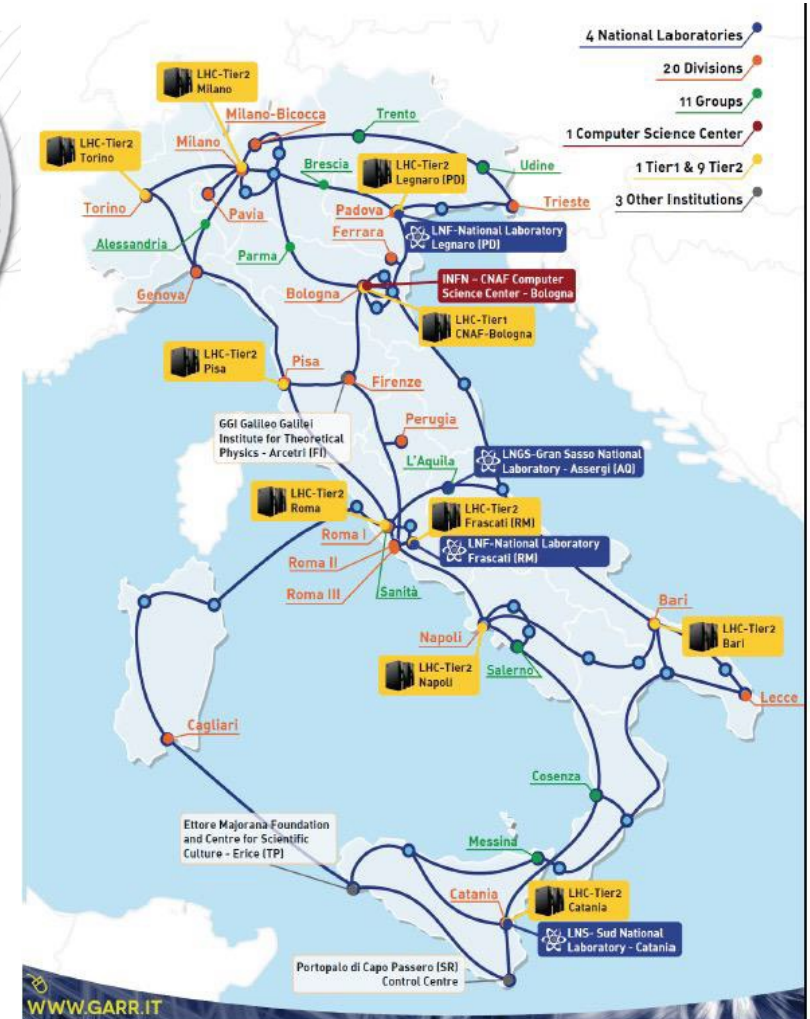 4 National Laboratories
20 Divisions
11 Groups
1 Computer Science Center
1 Tier1 & 9 Tier2
3 Other Institutions
LHC-Tier2
Milano
Milano-Bicocca
Trento
Milano
LHC-Tier2
Torino
Brescia
LHC-Tier2
Legnaro (PD)
Udine
Torino
Pavia
Padova
Trieste
Alessandria
Parma
Ferrara
LNF-National Laboratory
Legnaro (PD)
Genova
Bologna
INFN - CNAF Computer
Science Center - Bologna
LHC-Tier1
CNAF-Bologna
LHC-Tier2
Pisa
Pisa
Firenze
GGI Galileo Galilei
Institute for Theoretical
Physics - Arcetri (FI)
Perugia
L'Aquila
LNGS-Gran Sasso National
Laboratory - Assergi (AQ)
LHC-Tier2
Roma
LHC-Tier2
Frascati (RM)
Roma I
LNF-National Laboratory
Frascati (RM)
Roma II
Roma III
Sanità
Bari
Napoli
LHC-Tier2
Bari
LHC-Tier2
Napoli
Salerno
Lecce
Cagliari
Cosenza
Ettore Majorana Foundation
and Centre for Scientific
Culture - Erice (TP)
Messina
Catania
LHC-Tier2
Catania
LNS- Sud National
Laboratory - Catania
Portopalo di Capo Passero (SR)
Control Centre
WWW.GARR.IT